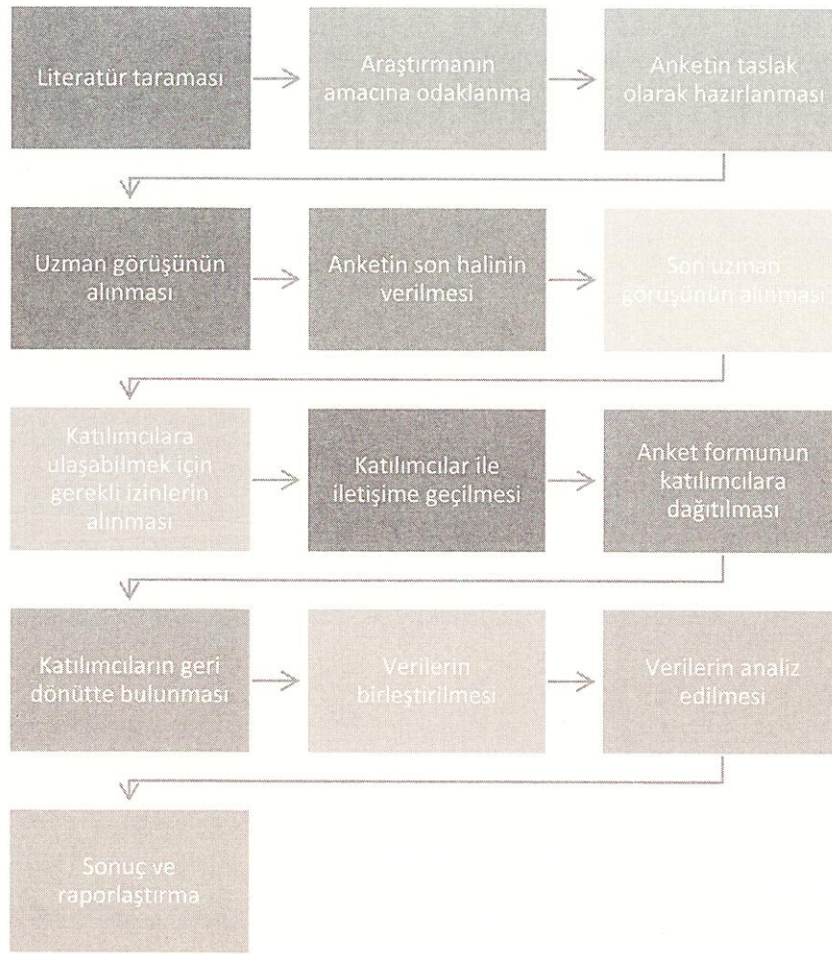 Literatür taraması
Araştırmanın
amacına odaklanma
Anketin taslak
olarak hazırlanması
Uzman görüşünün
alınması
Anketin son halinin
verilmesi
Son uzman
görüşünün alınması
Katılımcılara
ulaşabilmek için
gerekli izinlerin
alınması
Katılımcılar ile
iletişime geçilmesi
Anket formunun
katılımcılara
dağıtılması
Katılımcıların geri
dönütte bulunması
Verilerin
birleştirilmesi
Verilerin analiz
edilmesi
Sonuç ve
raporlaştırma